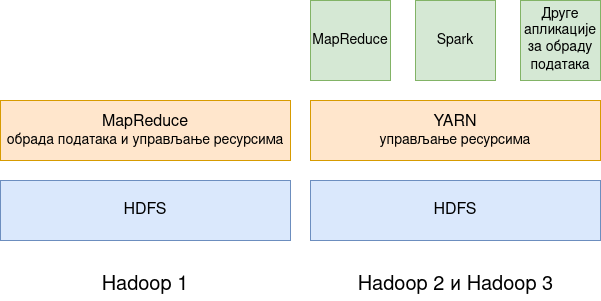 MapReduce
Spark
Друге
апликације
за обраду
података
MapReduce
обрада података и управљање ресурсима
YARN
управљање ресурсима
HDFS
HDFS
Hadoop 1
Hadoop 2 и Hadoop 3